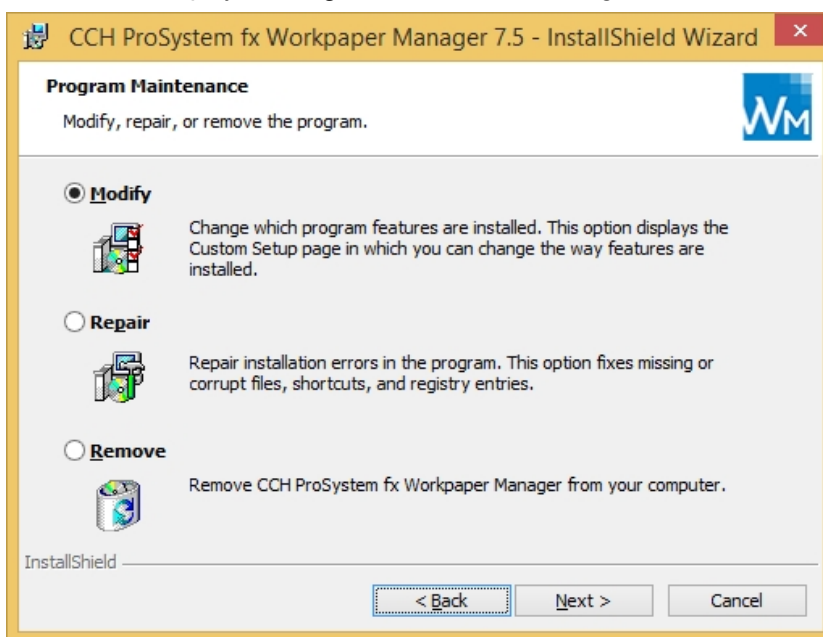 CCH ProSystem fx Workpaper Manager 7.5 - InstallShield Wizard
Program Maintenance
Modify, repair, or remove the program.
WM
Modify
Change which program features are installed. This option displays the
Custom Setup page in which you can change the way features are
installed.
Repair
Repair installation errors in the program. This option fixes missing or
corrupt files, shortcuts, and registry entries.
Remove
Remove CCH ProSystem fx Workpaper Manager from your computer.
InstallShield
< Back Next > Cancel